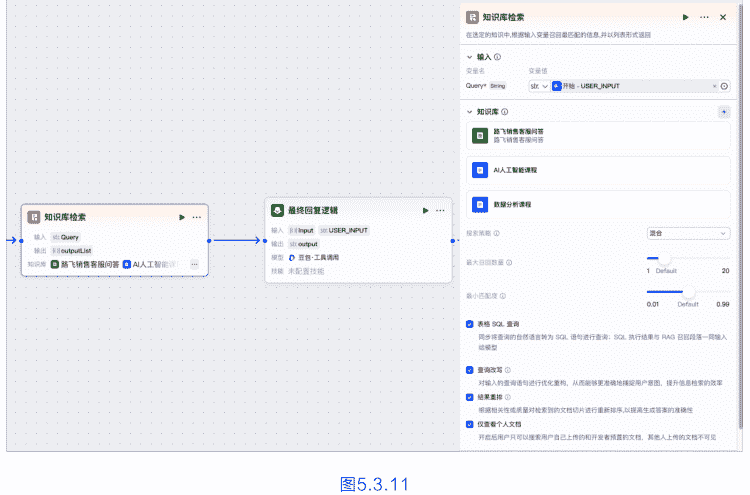 知识库检索
在选定的知识中,根据输入变量召回最匹配的信息,并以列表形式返回
输入
变量名 变量值
Query* String str. 开始 - USER_INPUT
知识库
路飞销售客服问答
路飞销售客服问答
AI人工智能课程
数据分析课程
搜索策略 混合
最大召回数量
1 Default 20
最小匹配度
0.01 Default 0.99
表格 SQL 查询
同步将查询的自然语言转为 SQL 语句进行查询；SQL 执行结果与 RAG 召回段落一同输入
给模型
查询改写
对输入的查询语句进行优化重构，从而能够更准确地捕捉用户意图，提升信息检索的效果
结果重排
根据相关性或质量对检索到的文档切片进行重新排序,以提高生成答案的准确性
仅查看个人文档
开启后用户只可以搜索用户自己上传的和开发者预置的文档，其他人上传的文档不可见
知识库检索
输入 str. Query
输出 outputList
知识库 路飞销售客服问答 AI人工智能课
最终回复逻辑
输入 input str. USER_INPUT
输出 str. output
模型 豆包·工具调用
技能 未配置技能
图5.3.11